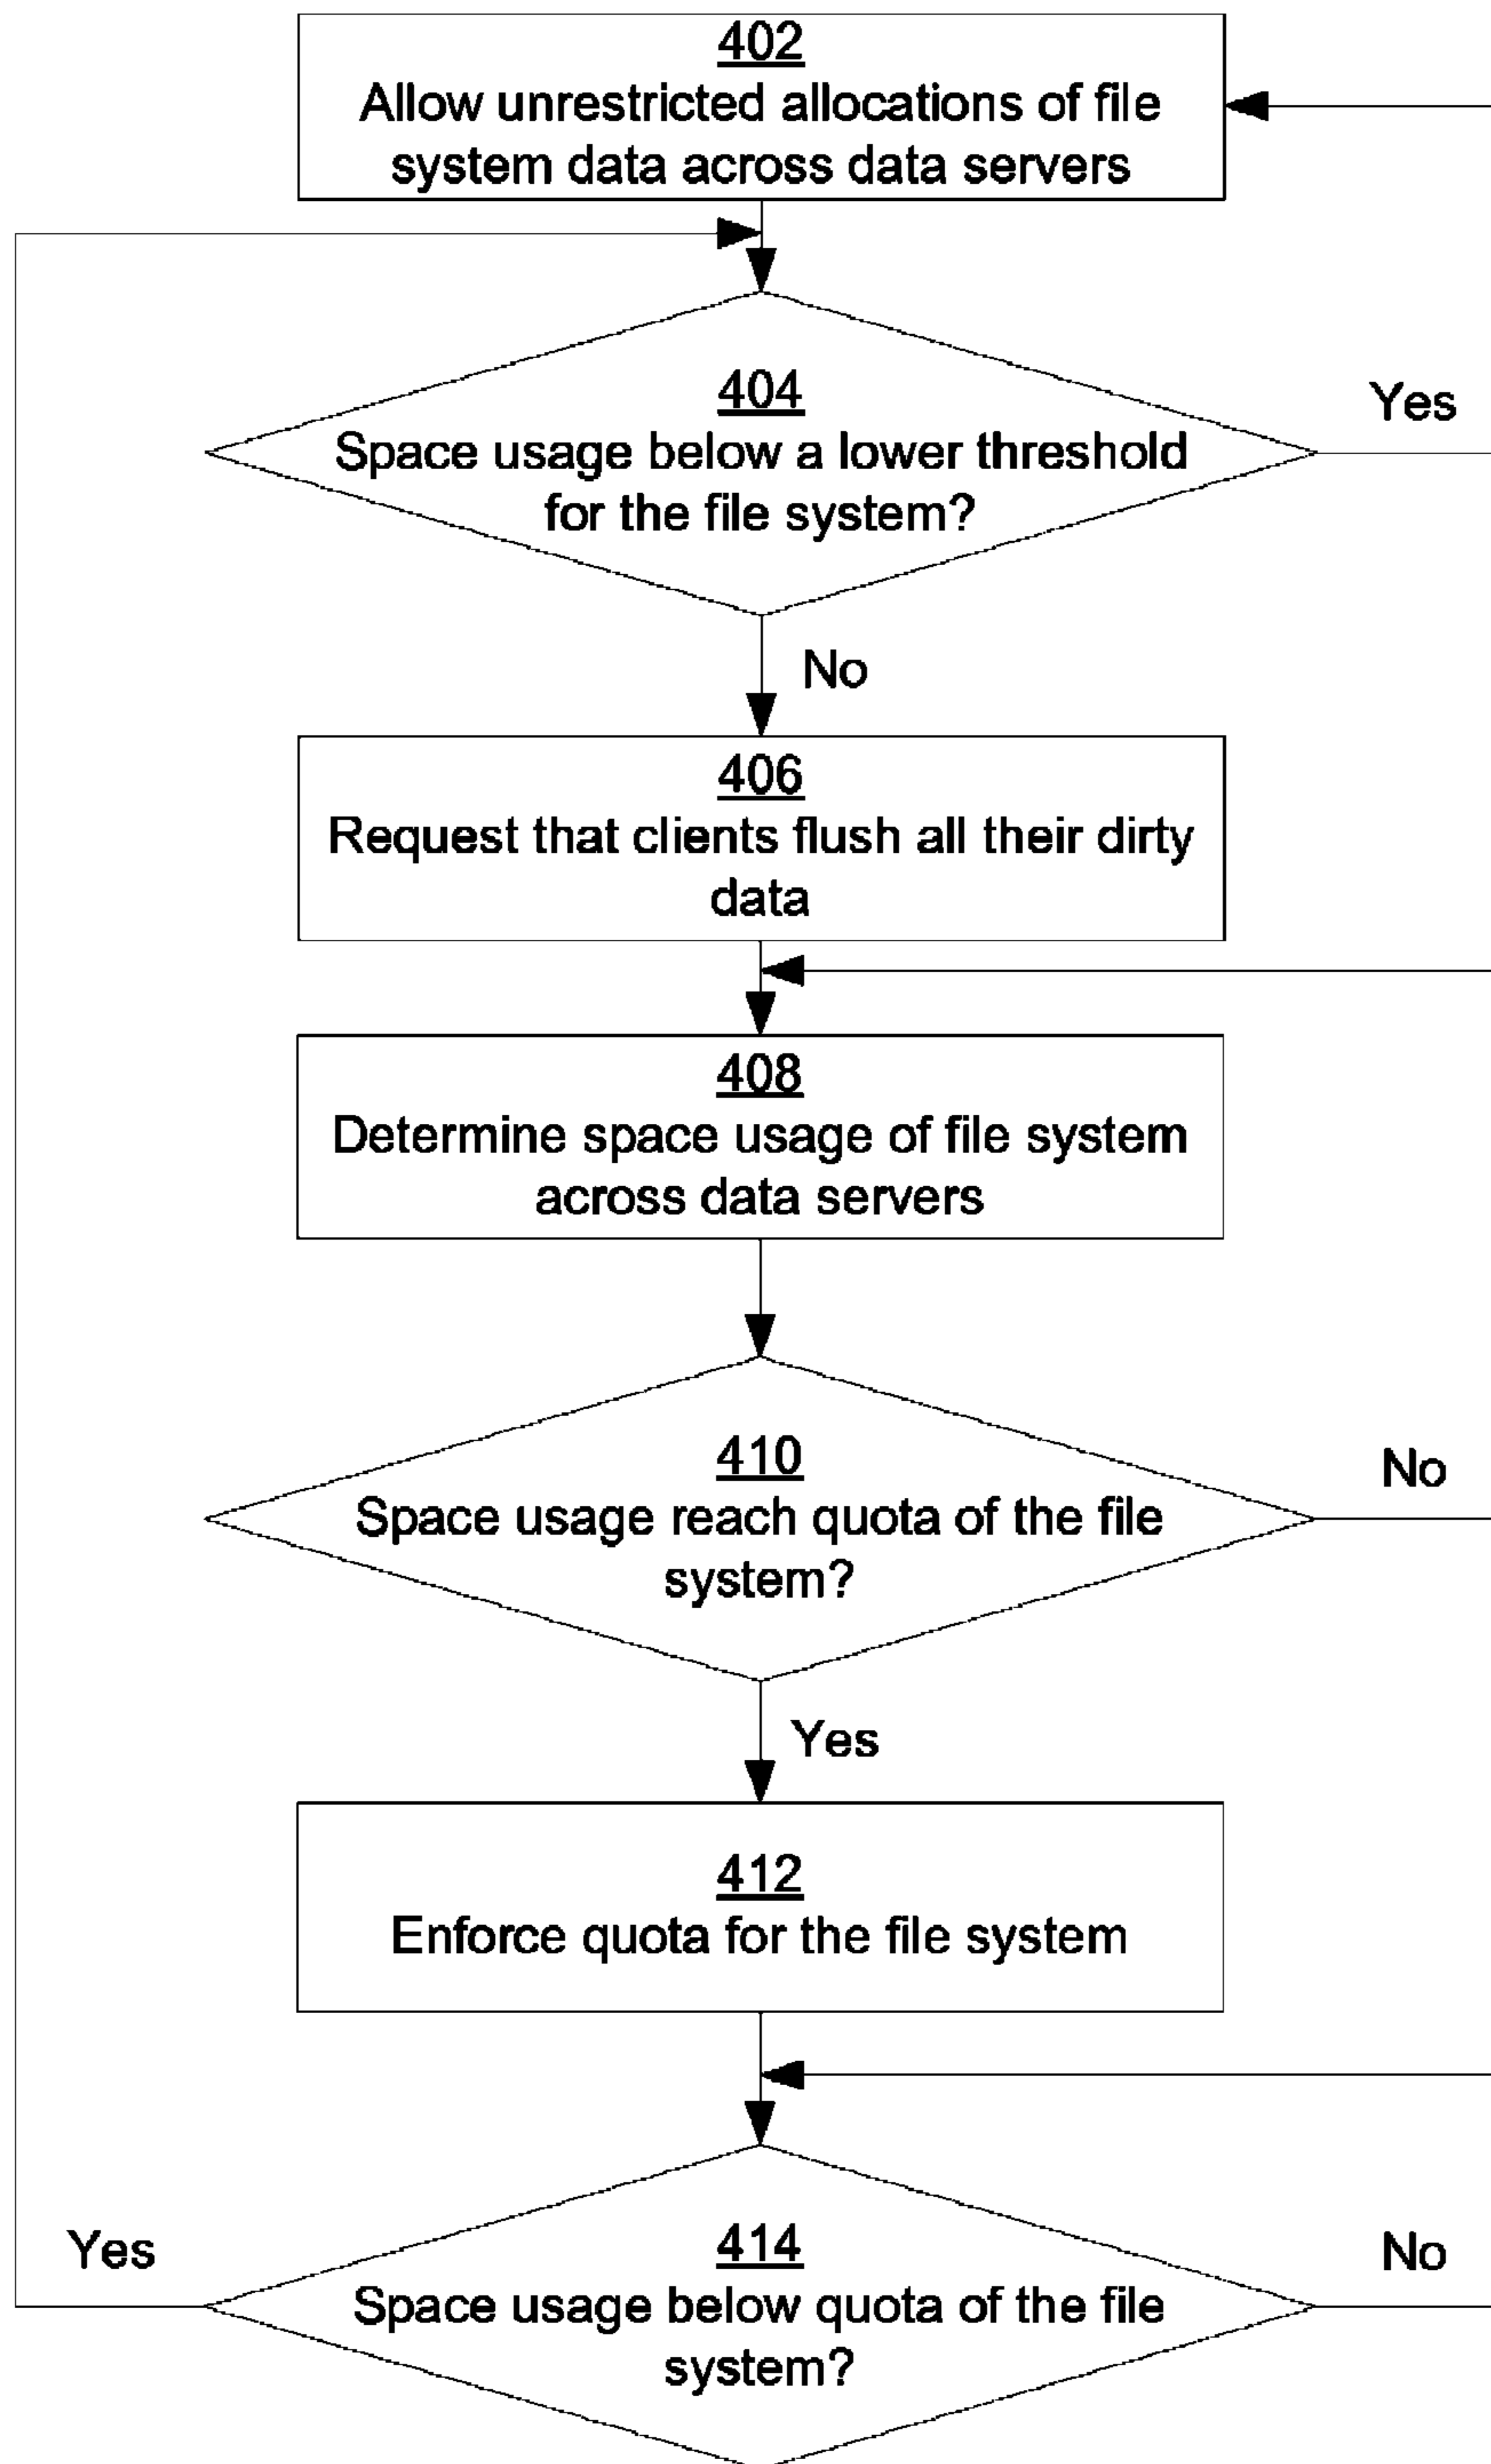 402
Allow unrestricted allocations of file
system data across data servers
404
Space usage below a lower threshold
for the file system?
Yes
No
406
Request that clients flush all their dirty
data
408
Determine space usage of file system
across data servers
410
Space usage reach quota of the file
system?
No
Yes
412
Enforce quota for the file system
Yes
414
Space usage below quota of the file
system?
No